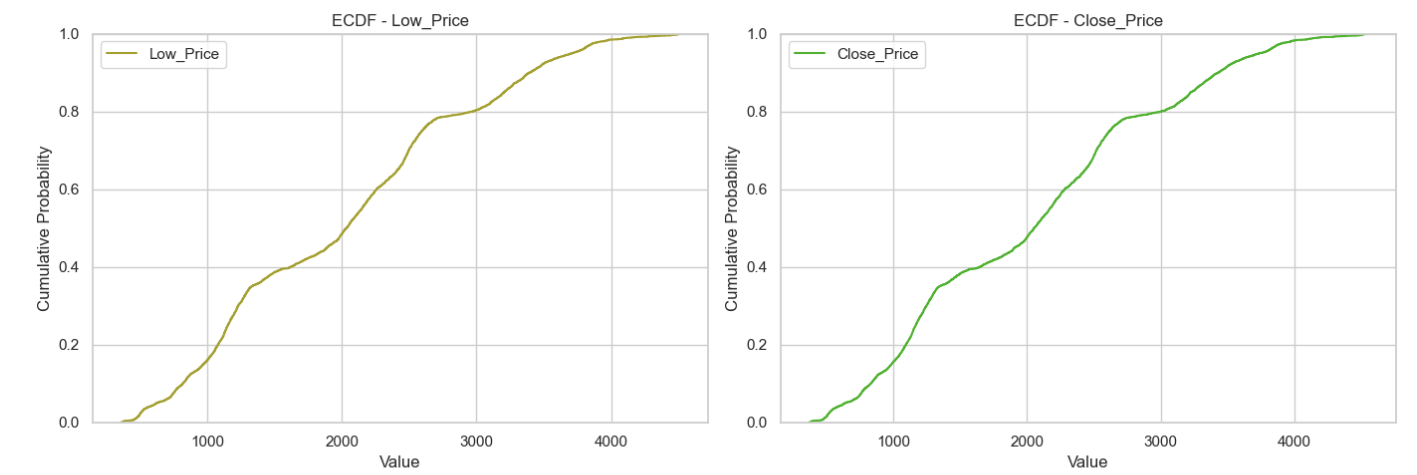 ECDF - Low_Price
Low_Price
Cumulative Probability
1.0
0.8
0.6
0.4
0.2
0.0
1000 2000 3000 4000
Value
ECDF - Close_Price
Close_Price
Cumulative Probability
1.0
0.8
0.6
0.4
0.2
0.0
1000 2000 3000 4000
Value